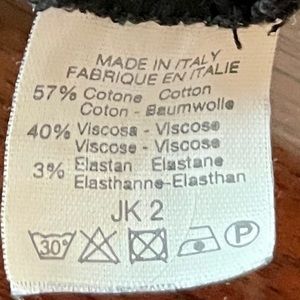 MADE IN ITALY
FABRIQUE EN ITALIE
57% Cotone Cotton
Coton - Baumwolle
40% Viscosa - Viscose
Viscose - Viscose
3% Elastan Elastane
Elasthanne-Elasthan
JK 2
30° P